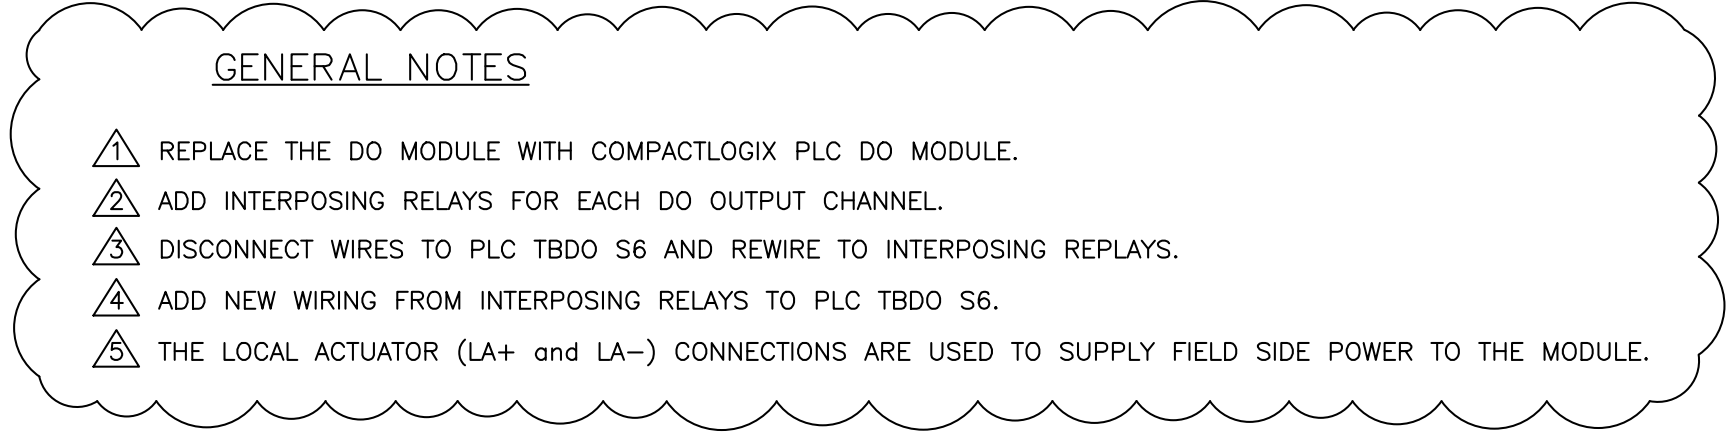 GENERAL NOTES
1 REPLACE THE DO MODULE WITH COMPACTLOGIX PLC DO MODULE.
2 ADD INTERPOSING RELAYS FOR EACH DO OUTPUT CHANNEL.
3 DISCONNECT WIRES TO PLC TBDO S6 AND REWIRE TO INTERPOSING REPLAYS.
4 ADD NEW WIRING FROM INTERPOSING RELAYS TO PLC TBDO S6.
5 THE LOCAL ACTUATOR (LA+ and LA−) CONNECTIONS ARE USED TO SUPPLY FIELD SIDE POWER TO THE MODULE.